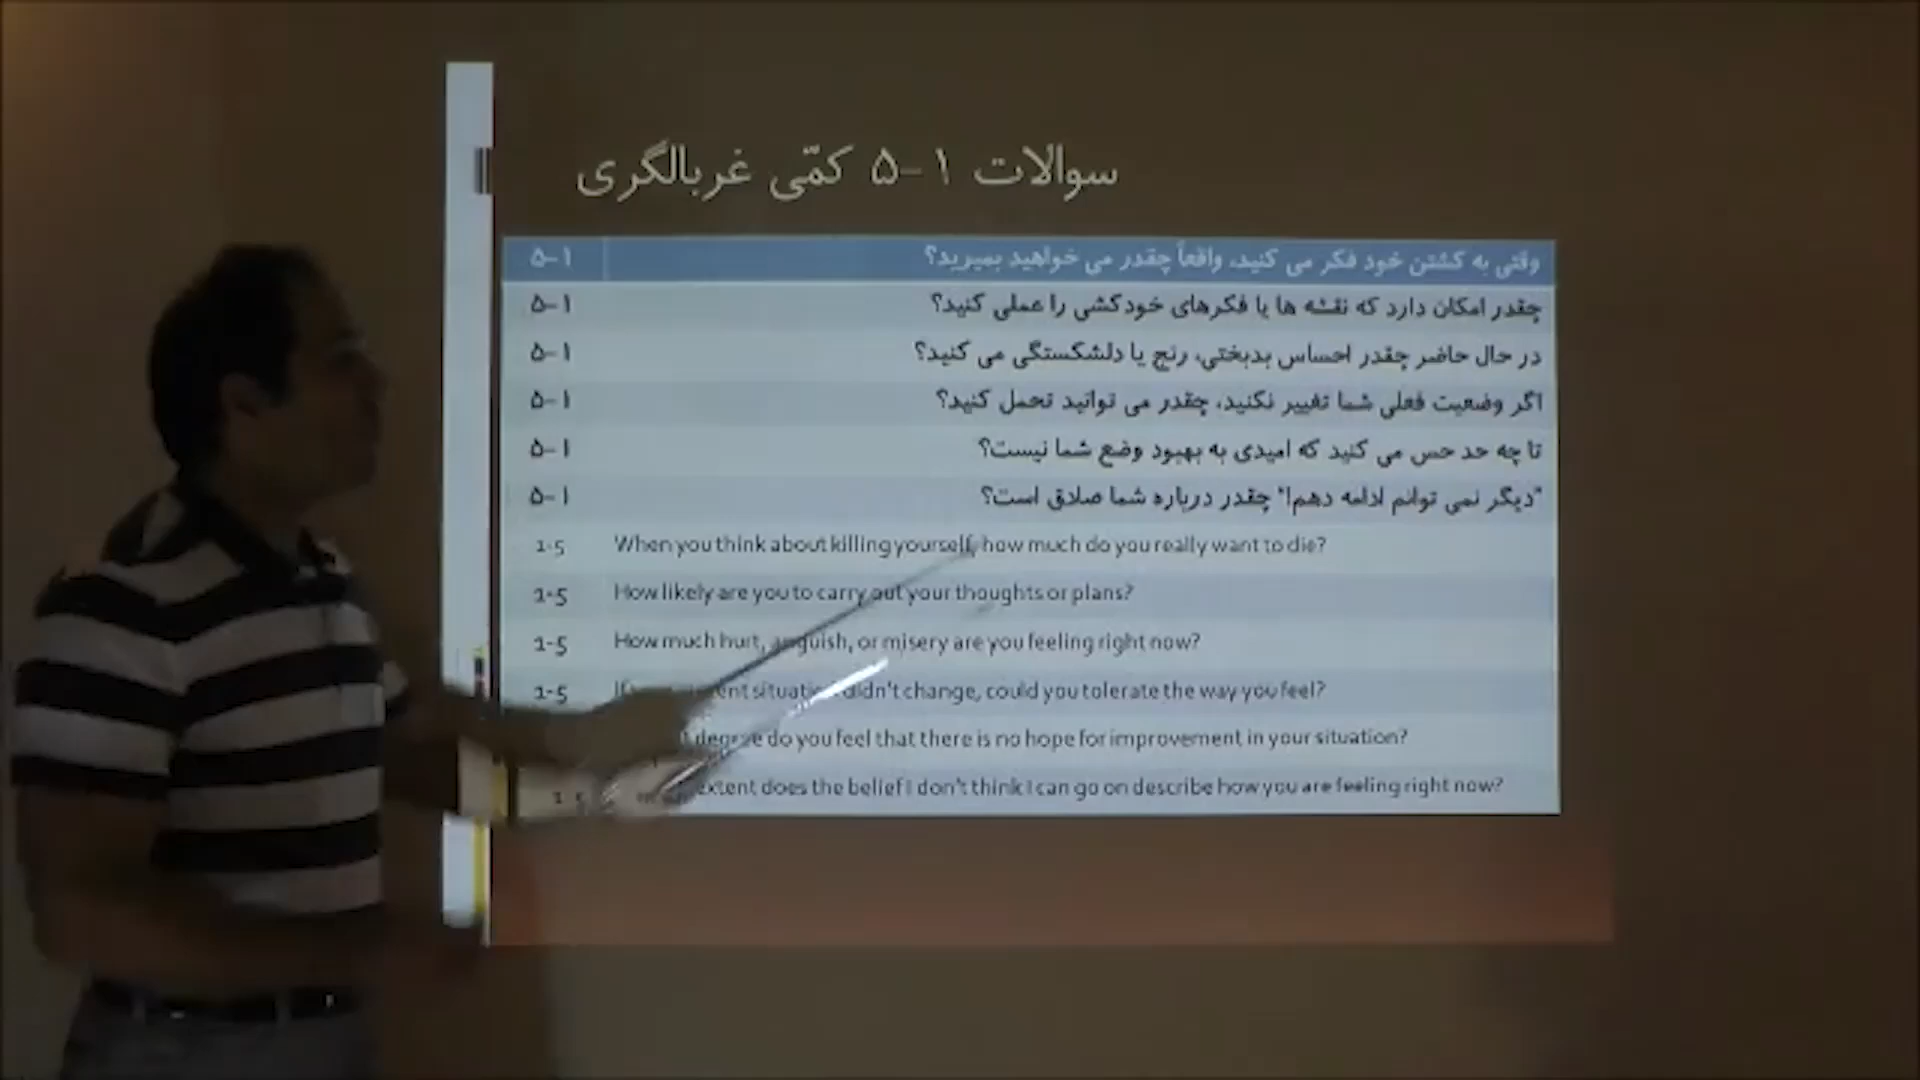 سوالات ۱-۵ کمّی غربالگری
وقتی به کشتن خود فکر می کنید، واقعاً چقدر می خواهید بمیرید؟ ۱-۵
چقدر امکان دارد که نقشه ها یا فکرهای خودکشی را عملی کنید؟ ۱-۵
در حال حاضر چقدر احساس بدبختی، رنج یا دلشکستگی می کنید؟ ۱-۵
اگر وضعیت فعلی شما تغییر نکنید، چقدر می توانید تحمل کنید؟ ۱-۵
تا چه حد حس می کنید که امیدی به بهبود وضع شما نیست؟ ۱-۵
"دیگر نمی توانم ادامه دهم!" چقدر درباره شما صادق است؟ ۱-۵
1-5 When you think about killing yourself, how much do you really want to die?
1-5 How likely are you to carry out your thoughts or plans?
1-5 How much hurt, anguish, or misery are you feeling right now?
1-5 situation didn't change, could you tolerate the way you feel?
degree do you feel that there is no hope for improvement in your situation?
1-5 extent does the belief I don't think I can go on describe how you are feeling right now?